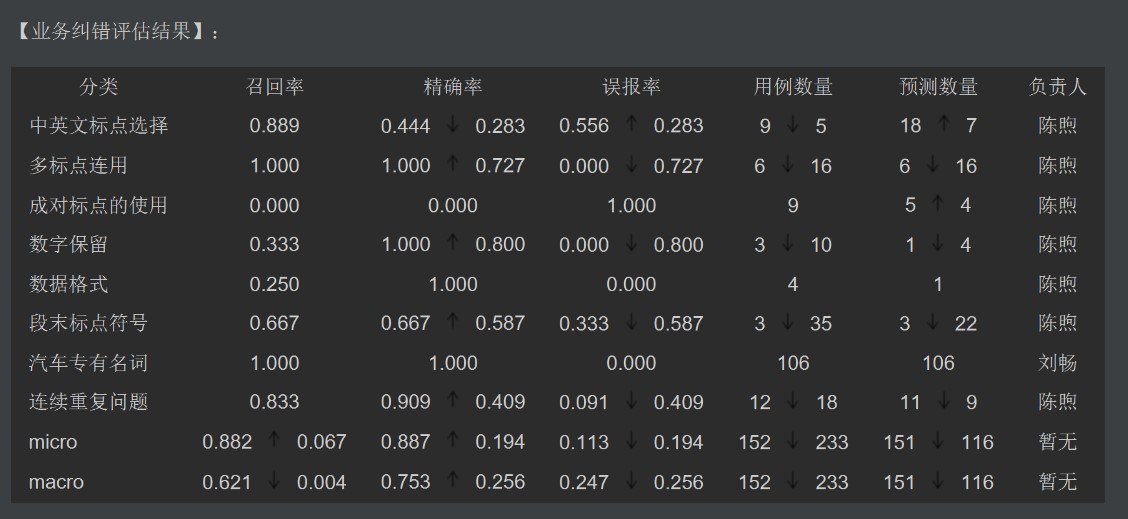 【业务纠错评估结果】：
分类 召回率 精确率 误报率 用例数量 预测数量 负责人
中英文标点选择 0.889 0.444 ↓ 0.283 0.556 ↑ 0.283 9 ↓ 5 18 ↑ 7 陈煦
多标点连用 1.000 1.000 ↑ 0.727 0.000 ↓ 0.727 6 ↓ 16 6 ↓ 16 陈煦
成对标点的使用 0.000 0.000 1.000 9 5 ↑ 4 陈煦
数字保留 0.333 1.000 ↑ 0.800 0.000 ↓ 0.800 3 ↓ 10 1 ↓ 4 陈煦
数据格式 0.250 1.000 0.000 4 1 陈煦
段末标点符号 0.667 0.667 ↑ 0.587 0.333 ↓ 0.587 3 ↓ 35 3 ↓ 22 陈煦
汽车专有名词 1.000 1.000 0.000 106 106 刘畅
连续重复问题 0.833 0.909 ↑ 0.409 0.091 ↓ 0.409 12 ↓ 18 11 ↓ 9 陈煦
micro 0.882 ↑ 0.067 0.887 ↑ 0.194 0.113 ↓ 0.194 152 ↓ 233 151 ↓ 116 暂无
macro 0.621 ↓ 0.004 0.753 ↑ 0.256 0.247 ↓ 0.256 152 ↓ 233 151 ↓ 116 暂无